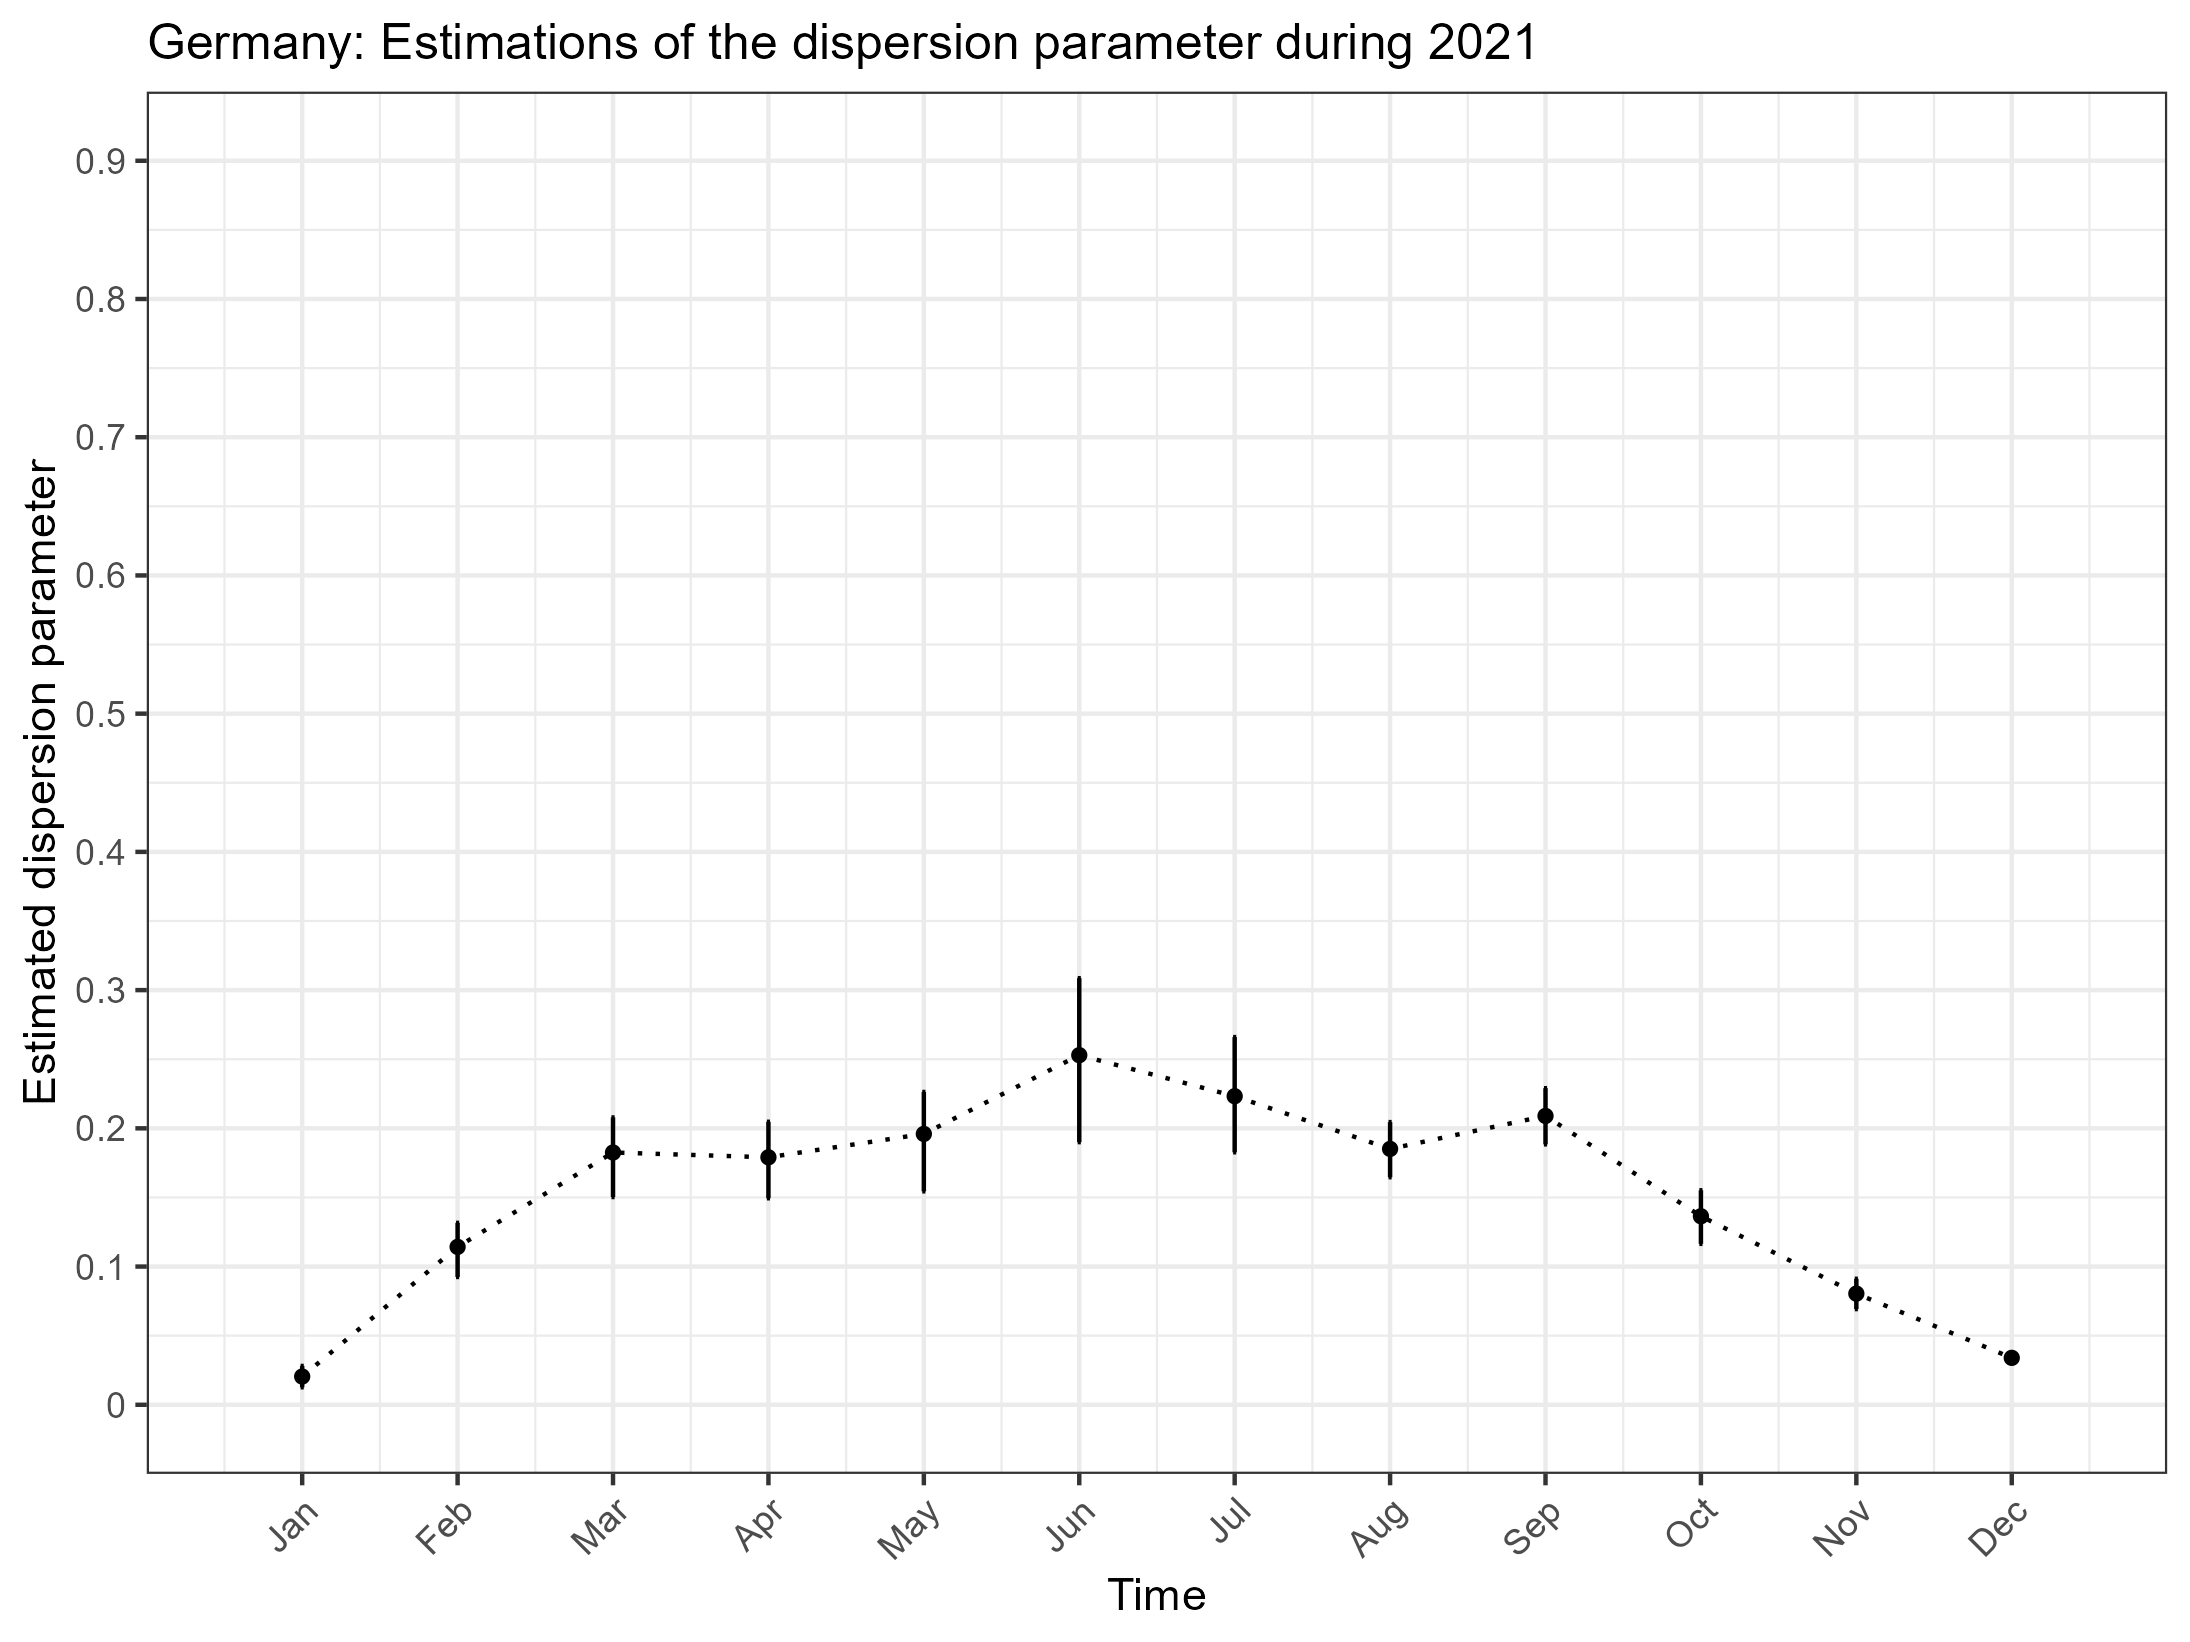 Germany: Estimations of the dispersion parameter during 2021
Estimated dispersion parameter
0.9
0.8
0.7
0.6
0.5
0.4
0.3
0.2
0.1
0
Jan Feb Mar Apr May Jun Jul Aug Sep Oct Nov Dec
Time